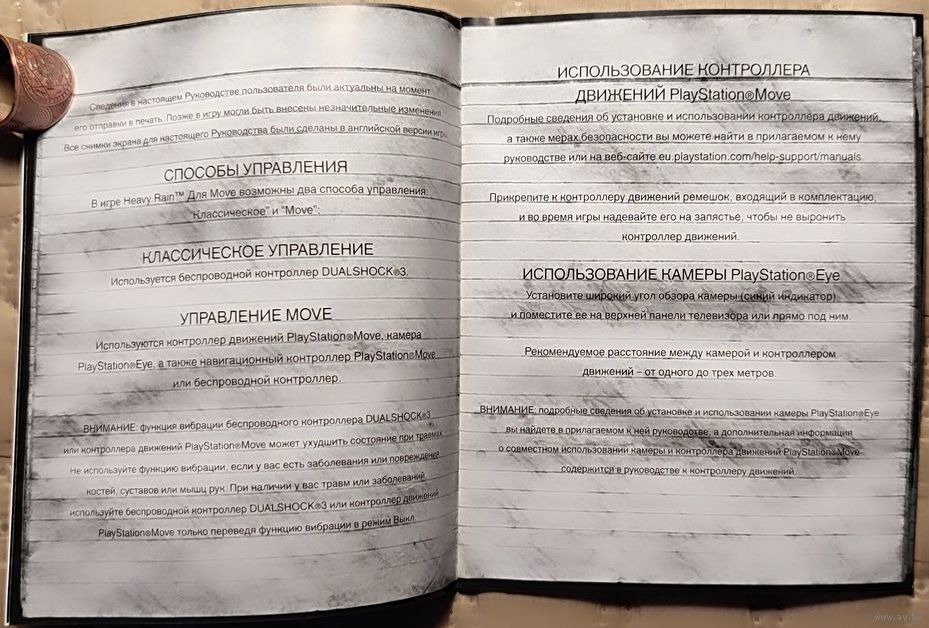 Сведения в настоящем Руководстве пользователя были актуальны на момент
его отправки в печать. Позже в игру могли быть внесены незначительные изменения.
Все снимки экрана для настоящего Руководства были сделаны в английской версии игры.
СПОСОБЫ УПРАВЛЕНИЯ
В игре Heavy Rain™ Для Move возможны два способа управления:
"Классическое" и "Move":
КЛАССИЧЕСКОЕ УПРАВЛЕНИЕ
Используется беспроводной контроллер DUALSHOCK®3.
УПРАВЛЕНИЕ MOVE
Используются контроллер движений PlayStation®Move, камера
PlayStation®Eye, а также навигационный контроллер PlayStation®Move
или беспроводной контроллер.
ВНИМАНИЕ: функция вибрации беспроводного контроллера DUALSHOCK®3
или контроллера движений PlayStation®Move может ухудшить состояние при травмах.
Не используйте функцию вибрации, если у вас есть заболевания или повреждения
костей, суставов или мышц рук. При наличии у вас травм или заболеваний
используйте беспроводной контроллер DUALSHOCK®3 или контроллер движений
PlayStation®Move только переведя функцию вибрации в режим Выкл.
ИСПОЛЬЗОВАНИЕ КОНТРОЛЛЕРА
ДВИЖЕНИЙ PlayStation®Move
Подробные сведения об установке и использовании контроллера движений,
а также мерах безопасности вы можете найти в прилагаемом к нему
руководстве или на веб-сайте eu.playstation.com/help-support/manuals.
Прикрепите к контроллеру движений ремешок, входящий в комплектацию,
и во время игры надевайте его на запястье, чтобы не выронить
контроллер движений.
ИСПОЛЬЗОВАНИЕ КАМЕРЫ PlayStation®Eye
Установите широкий угол обзора камеры (синий индикатор)
и поместите ее на верхней панели телевизора или прямо под ним.
Рекомендуемое расстояние между камерой и контроллером
движений – от одного до трех метров.
ВНИМАНИЕ: подробные сведения об установке и использовании камеры PlayStation®Eye
вы найдете в прилагаемом к ней руководстве, а дополнительная информация
о совместном использовании камеры и контроллера движений PlayStation®Move
содержится в руководстве к контроллеру движений.
www.ay.by